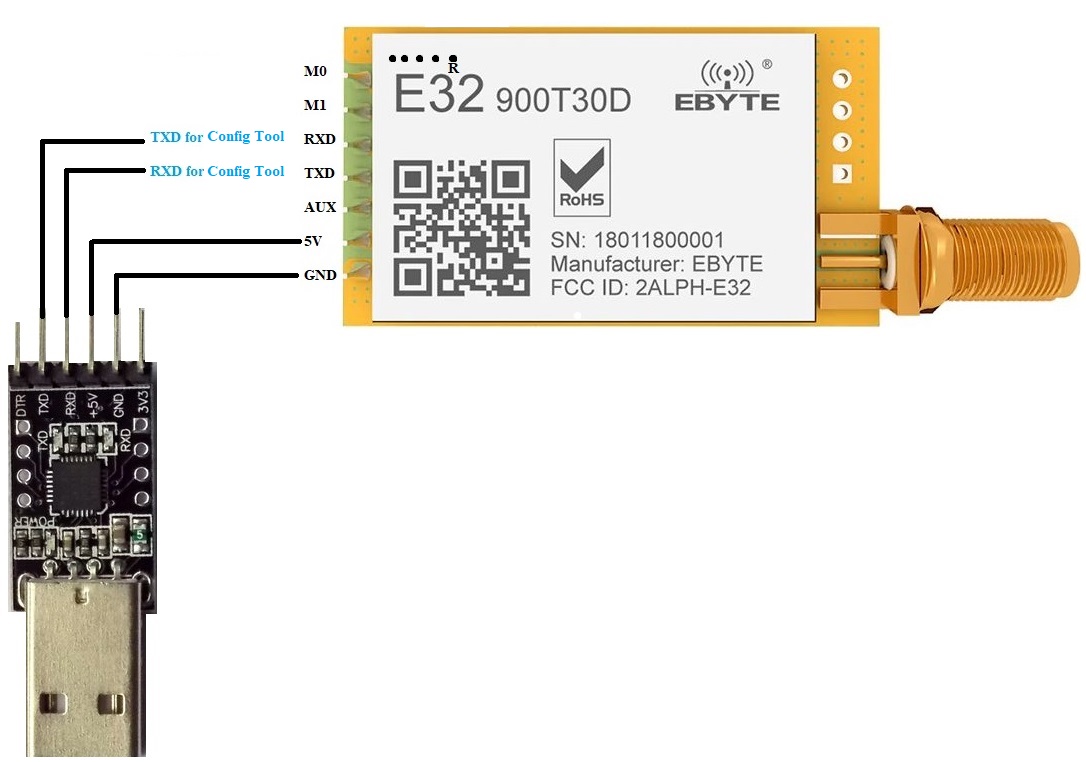 M0
M1
TXD for Config Tool
RXD
RXD for Config Tool
TXD
AUX
5V
GND
R
E32 900T30D
®
EBYTE
RoHS
SN: 18011800001
Manufacturer: EBYTE
FCC ID: 2ALPH-E32
DTR
TXD
RXD
+5V
GND
3V3
TXD
RXD
POWER
5